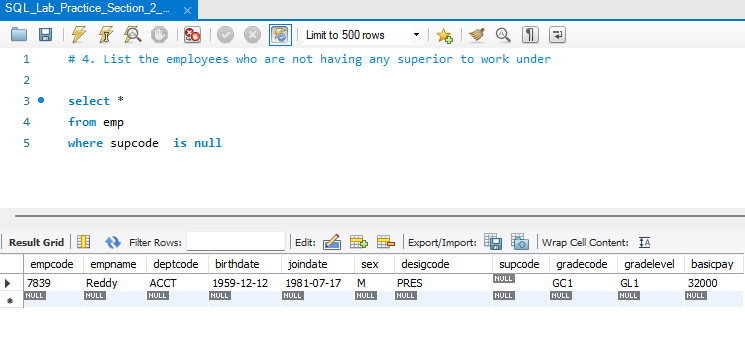 SQL_Lab_Practice_Section_2_... ×
Limit to 500 rows
1 # 4. List the employees who are not having any superior to work under
2
3 select *
4 from emp
5 where supcode  is null
Result Grid Filter Rows: Edit: Export/Import: Wrap Cell Content:
empcode empname deptcode birthdate joindate sex desigcode supcode gradecode gradelevel basicpay
7839 Reddy ACCT 1959-12-12 1981-07-17 M PRES NULL GC1 GL1 32000
NULL NULL NULL NULL NULL NULL NULL NULL NULL NULL NULL